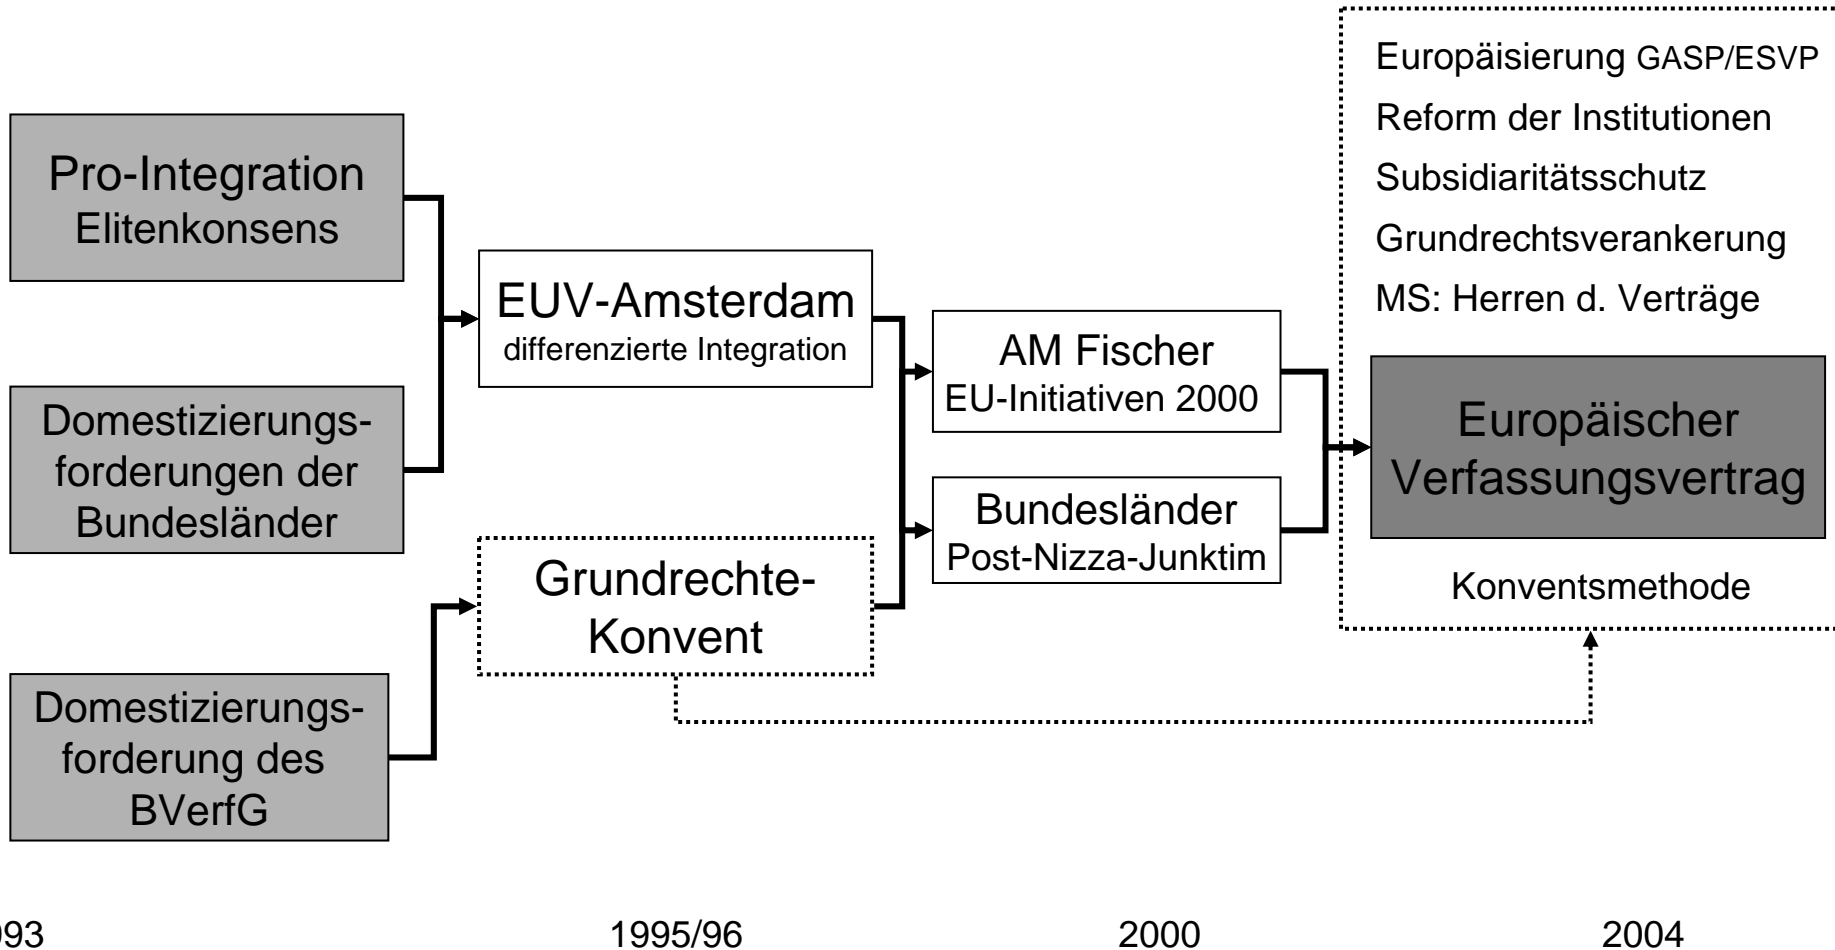 Pro-Integration
Elitenkonsens
Domestizierungs-
forderungen der
Bundesländer
Domestizierungs-
forderung des
BVerfG
EUV-Amsterdam
differenzierte Integration
Grundrechte-
Konvent
AM Fischer
EU-Initiativen 2000
Bundesländer
Post-Nizza-Junktim
Europäisierung GASP/ESVP
Reform der Institutionen
Subsidiaritätsschutz
Grundrechtsverankerung
MS: Herren d. Verträge
Europäischer
Verfassungsvertrag
Konventsmethode
1995/96
2000
2004